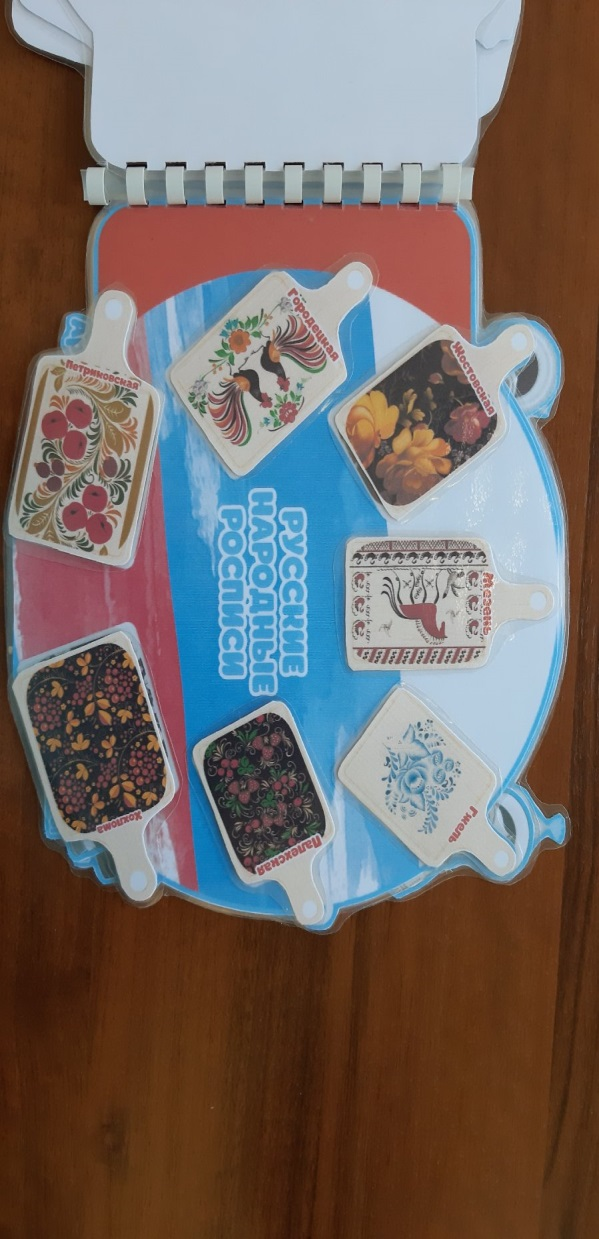 РУССКИЕ
НАРОДНЫЕ
РОСПИСИ
Петриковская
Городецкая
Жостовская
Мезень
Гжель
Палехская
Хохлома